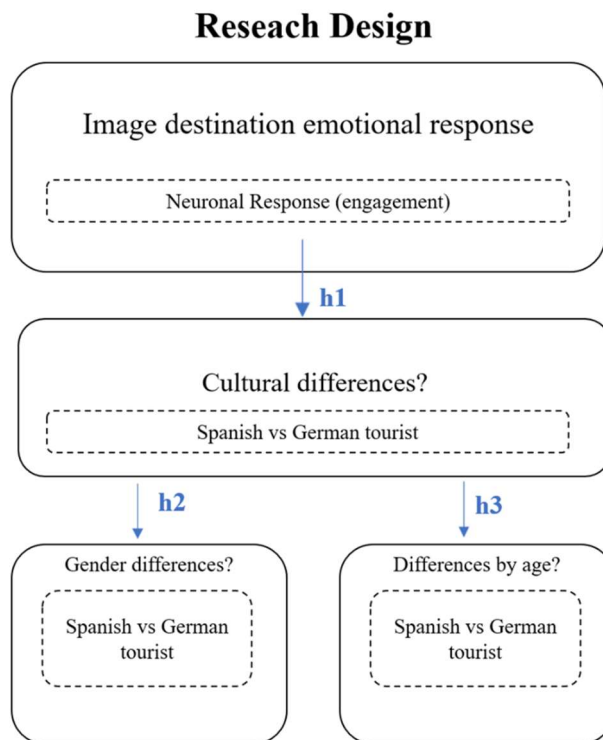 Reseach Design
Image destination emotional response
Neuronal Response (engagement)
h1
Cultural differences?
Spanish vs German tourist
h2
h3
Gender differences?
Spanish vs German
tourist
Differences by age?
Spanish vs German
tourist